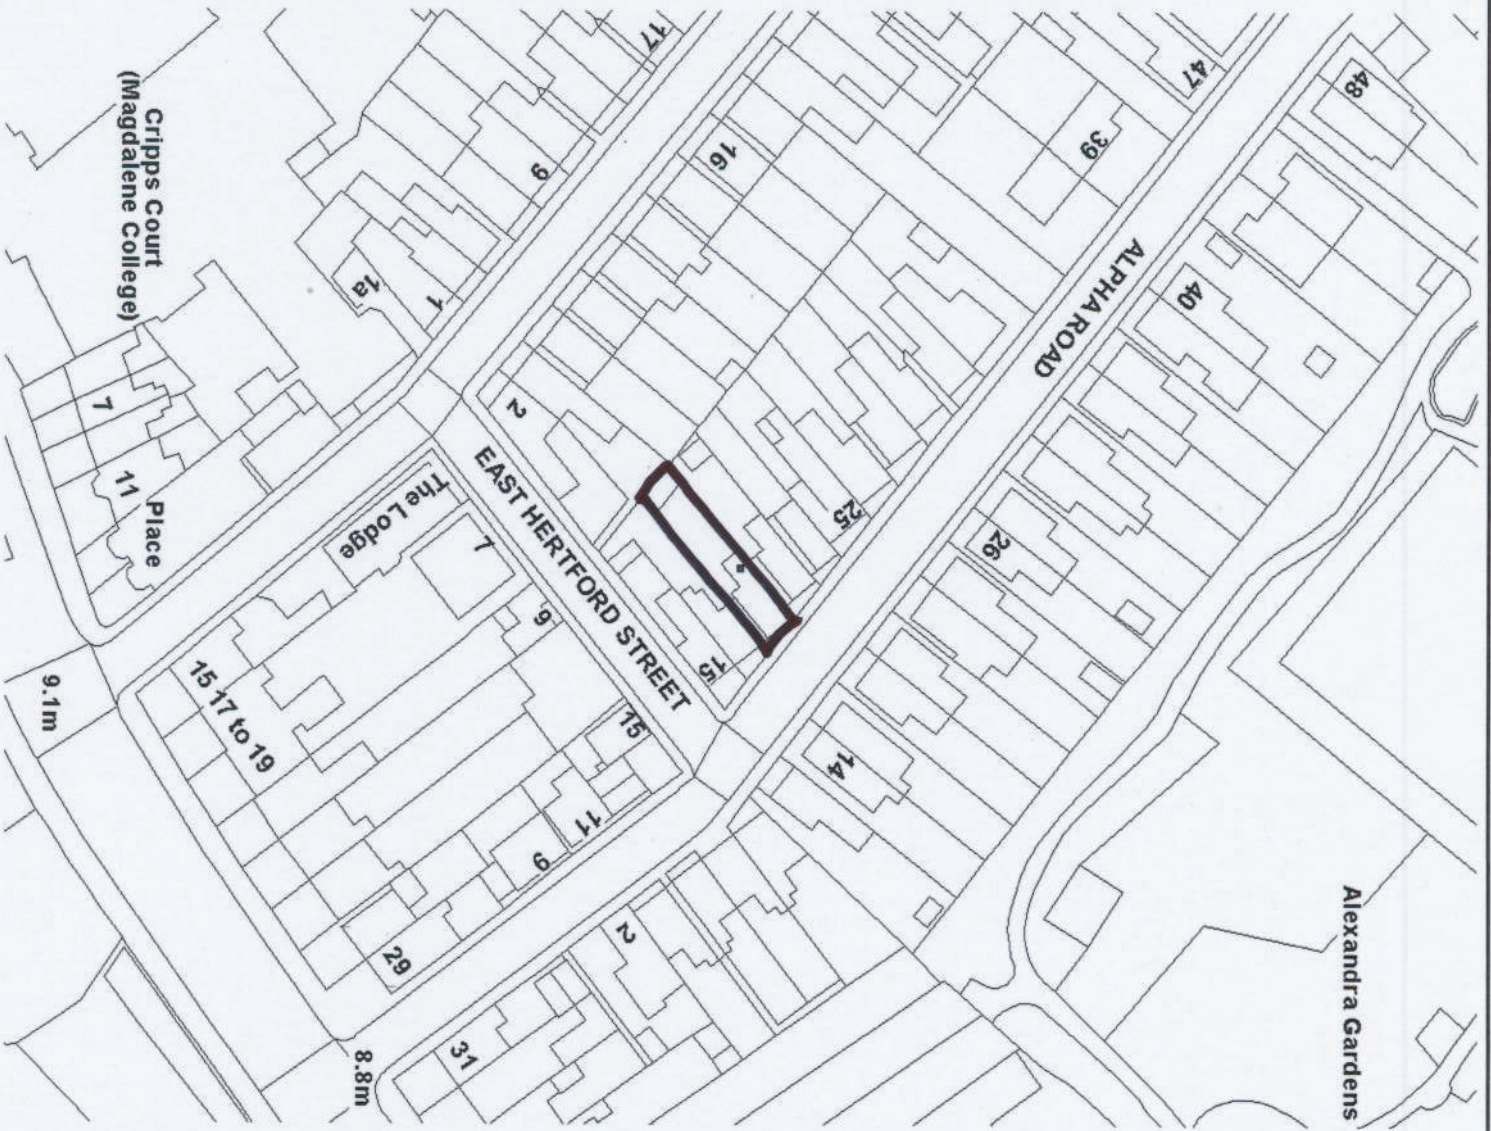 17
47
48
39
9
16
Cripps Court
(Magdalene College)
ALPHA ROAD
1a
1
40
2
7
EAST HERTFORD STREET
The Lodge
11
Place
25
26
7
9
15
15
15 17 to 19
9.1m
14
11
9
29
2
Alexandra Gardens
31
8.8m